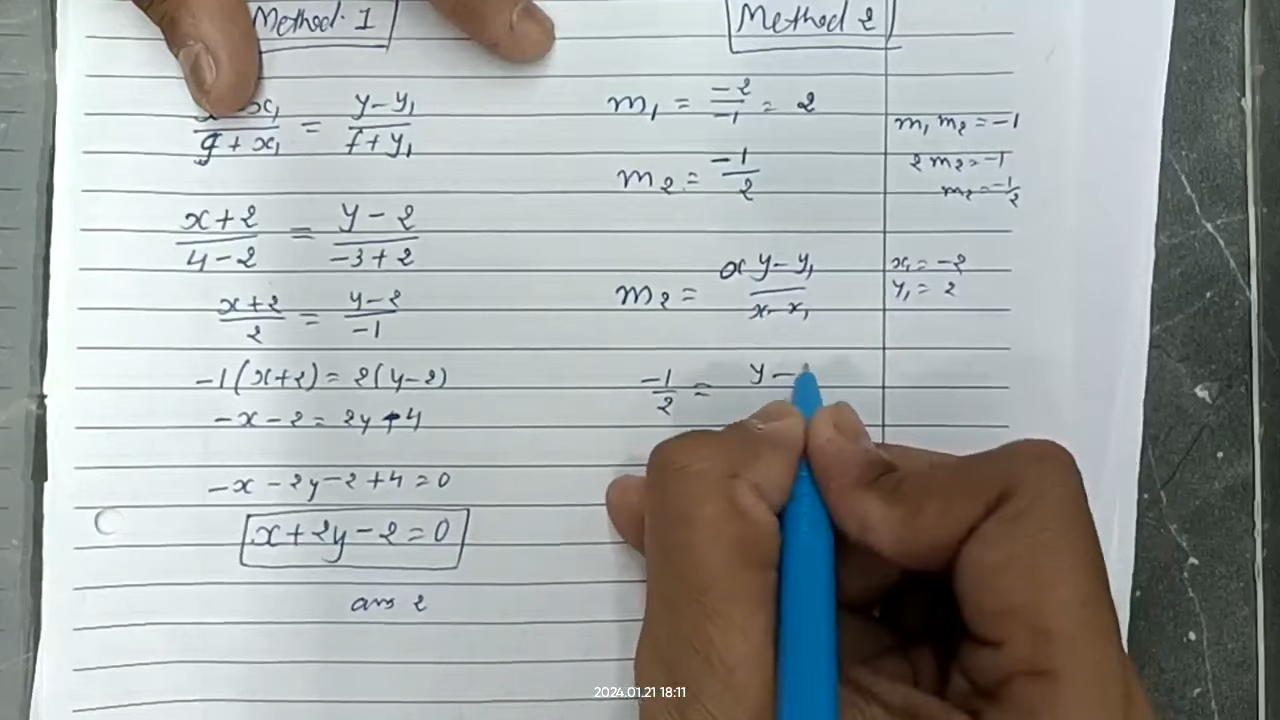 Method. 1
x - x₁ / g + x₁ = y - y₁ / f + y₁
x + 2 / 4 - 2 = y - 2 / -3 + 2
x + 2 / 2 = y - 2 / -1
-1(x+2) = 2(y-2)
-x - 2 = 2y - 4
-x - 2y - 2 + 4 = 0
x + 2y - 2 = 0
ans 2
Method 2
m₁ = -2 / -1 = 2
m₂ = -1 / 2
m₂ = y - y₁ / x - x₁
-1 / 2 = y -
m₁ m₂ = -1
2 m₂ = -1
m₂ = -1 / 2
x₁ = -2
y₁ = 2
2024.01.21 18:11